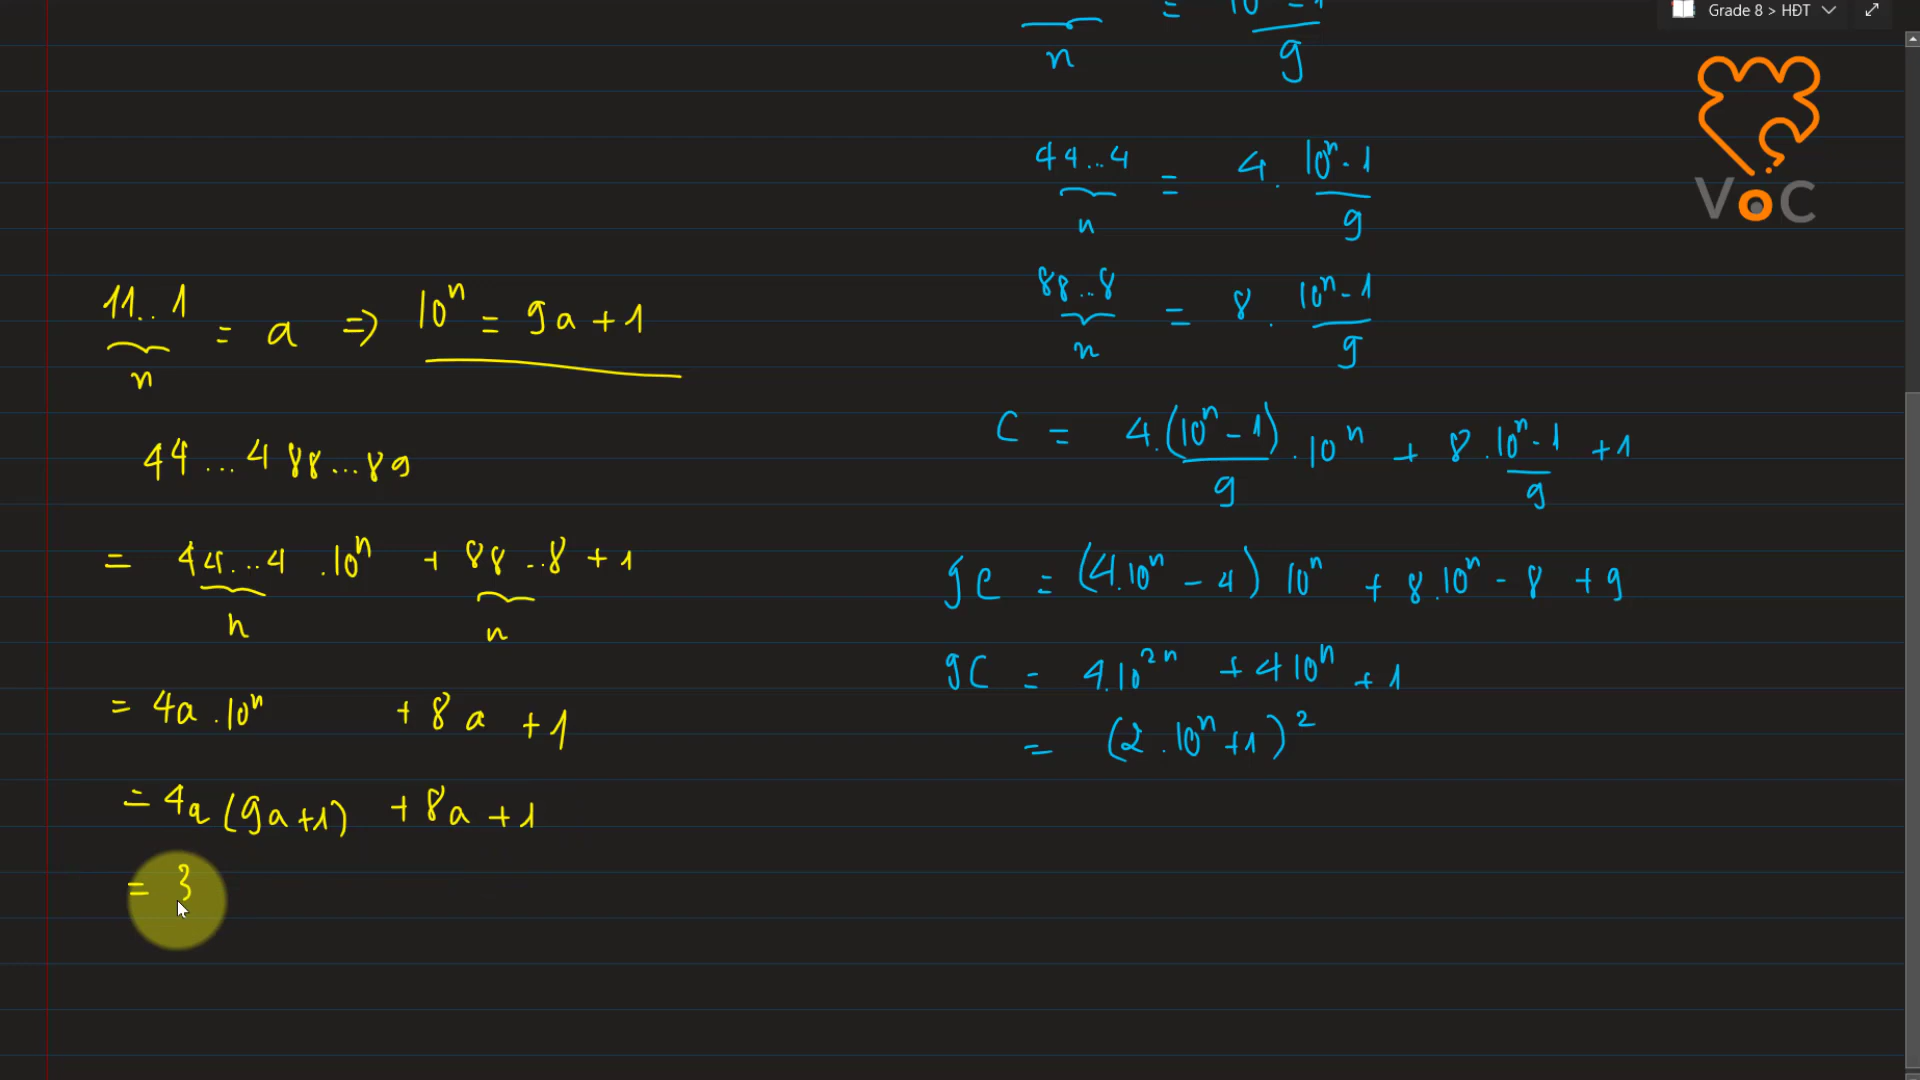 Grade 8 > HĐT
n = 10ⁿ - 1 / 9
VOC
44...4 n = 4 . 10ⁿ - 1 / 9
88...8 n = 8 . 10ⁿ - 1 / 9
11..1 n = a => 10ⁿ = 9a + 1
44...4 88...89
= 44...4 n . 10ⁿ + 88...8 n + 1
= 4a . 10ⁿ + 8a + 1
= 4a (9a + 1) + 8a + 1
= 3
C = 4.(10ⁿ - 1) / 9 . 10ⁿ + 8 . 10ⁿ - 1 / 9 + 1
9C = (4.10ⁿ - 4) 10ⁿ + 8.10ⁿ - 8 + 9
9C = 4.10²ⁿ + 4 10ⁿ + 1
= (2 . 10ⁿ + 1)²